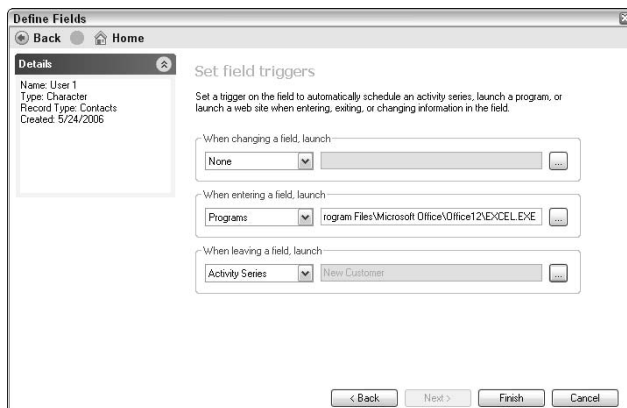 Define Fields
Back Home
Details
Name: User 1
Type: Character
Record Type: Contacts
Created: 5/24/2006
Set field triggers
Set a trigger on the field to automatically schedule an activity series, launch a program, or
launch a web site when entering, exiting, or changing information in the field.
When changing a field, launch
None ...
When entering a field, launch
Programs rogram Files\Microsoft Office\Office12\EXCEL.EXE ...
When leaving a field, launch
Activity Series New Customer ...
< Back Next > Finish Cancel